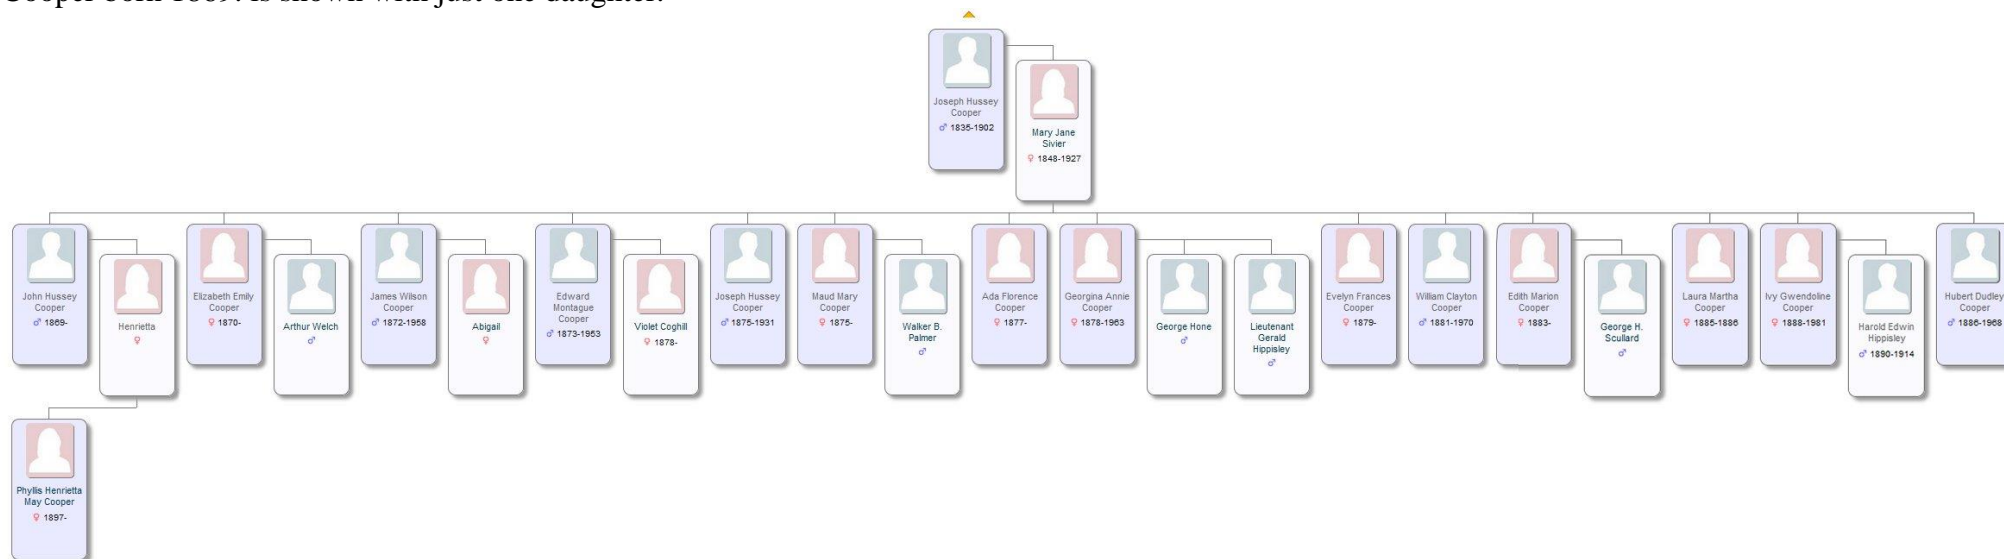 Cooper born 1869. is shown with just one daughter.
Joseph Hussey
Cooper
♂ 1835-1902
Mary Jane
Sivier
♀ 1848-1927
John Hussey
Cooper
♂ 1869-
Henrietta
♀
Elizabeth Emily
Cooper
♀ 1870-
Arthur Welch
♂
James Wilson
Cooper
♂ 1872-1958
Abigail
♀
Edward
Montague
Cooper
♂ 1873-1953
Violet Coghill
♀ 1878-
Joseph Hussey
Cooper
♂ 1875-1931
Maud Mary
Cooper
♀ 1875-
Walker B.
Palmer
♂
Ada Florence
Cooper
♀ 1877-
Georgina Annie
Cooper
♀ 1878-1963
George Hone
♂
Lieutenant
Gerald
Hippisley
♂
Evelyn Frances
Cooper
♀ 1879-
William Clayton
Cooper
♂ 1881-1970
Edith Marion
Cooper
♀ 1883-
George H.
Scullard
♂
Laura Martha
Cooper
♀ 1885-1886
Ivy Gwendoline
Cooper
♀ 1888-1981
Harold Edwin
Hippisley
♂ 1890-1914
Hubert Dudley
Cooper
♂ 1886-1968
Phyllis Henrietta
May Cooper
♀ 1897-